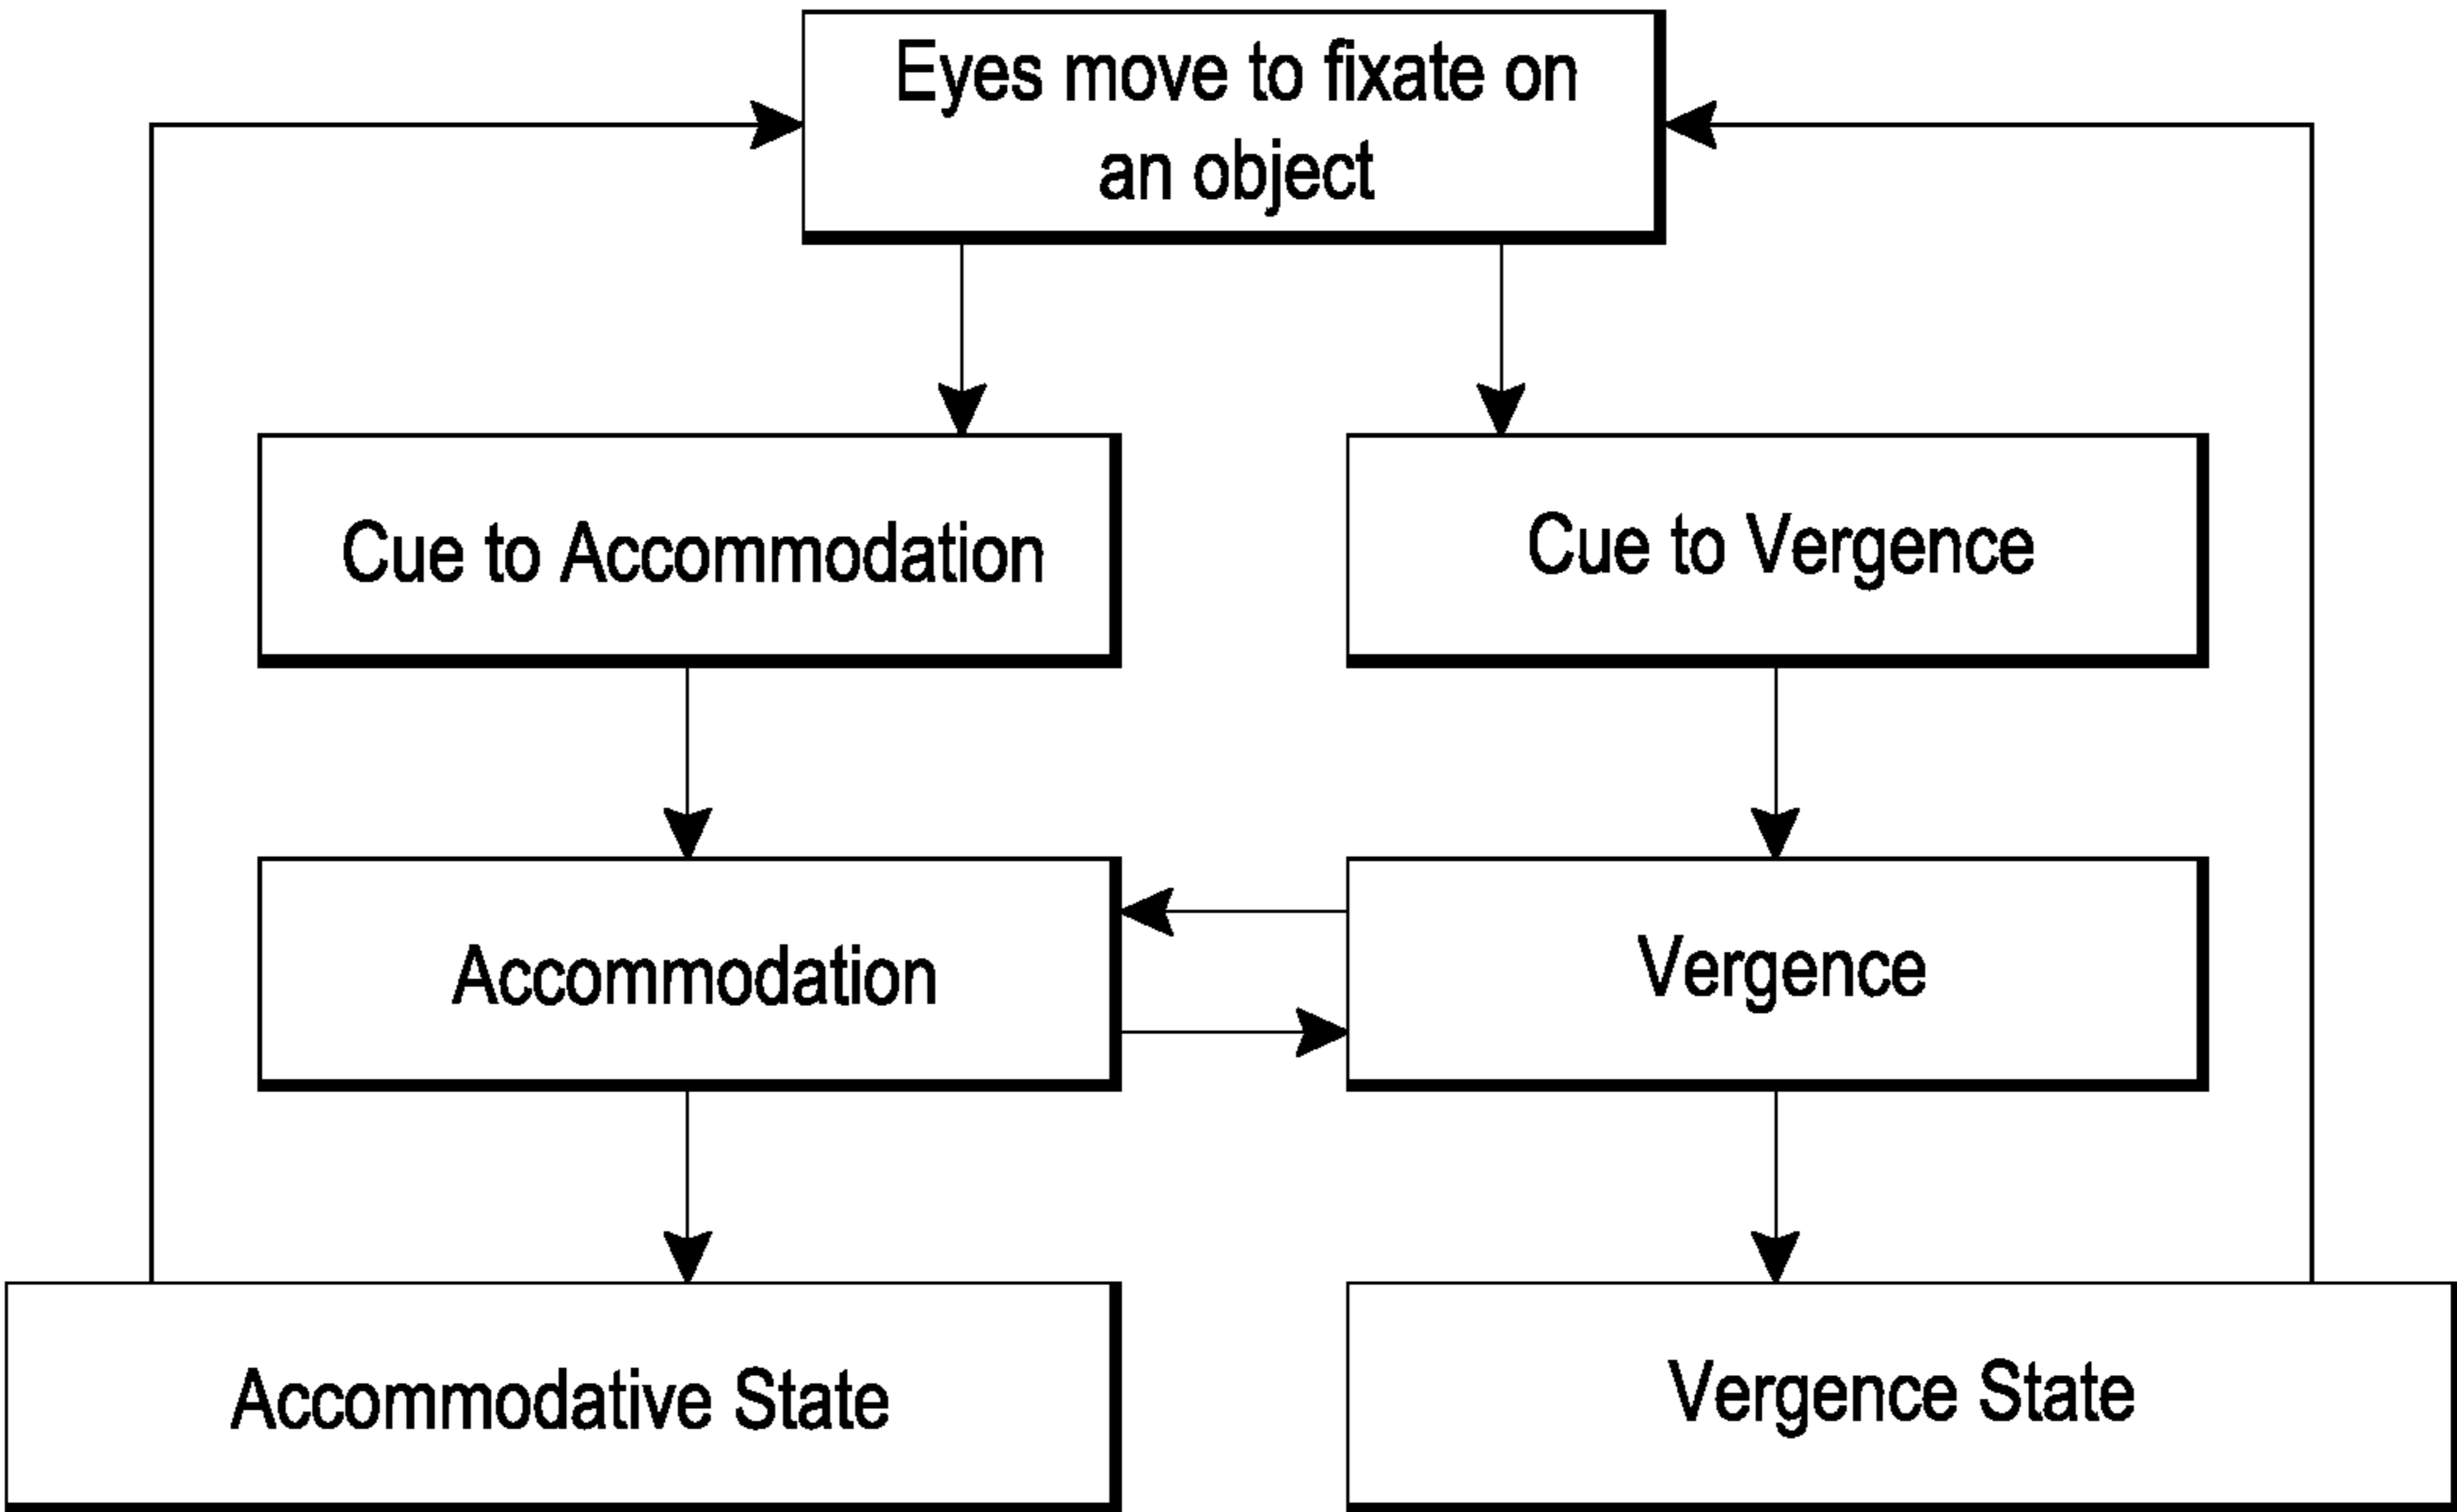 Eyes move to fixate on
an object
Cue to Accommodation
Cue to Vergence
Accommodation
Vergence
Accommodative State
Vergence State